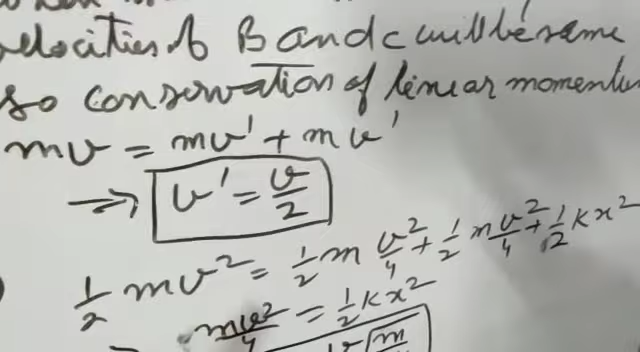 velocities of B and c will be same
so conservation of linear momentum
mv = mv' + mv'
⇒ v' = v/2
1/2 mv² = 1/2 m v²/4 + 1/2 m v²/4 + 1/2 kx²
mv²/4 = 1/2 kx²